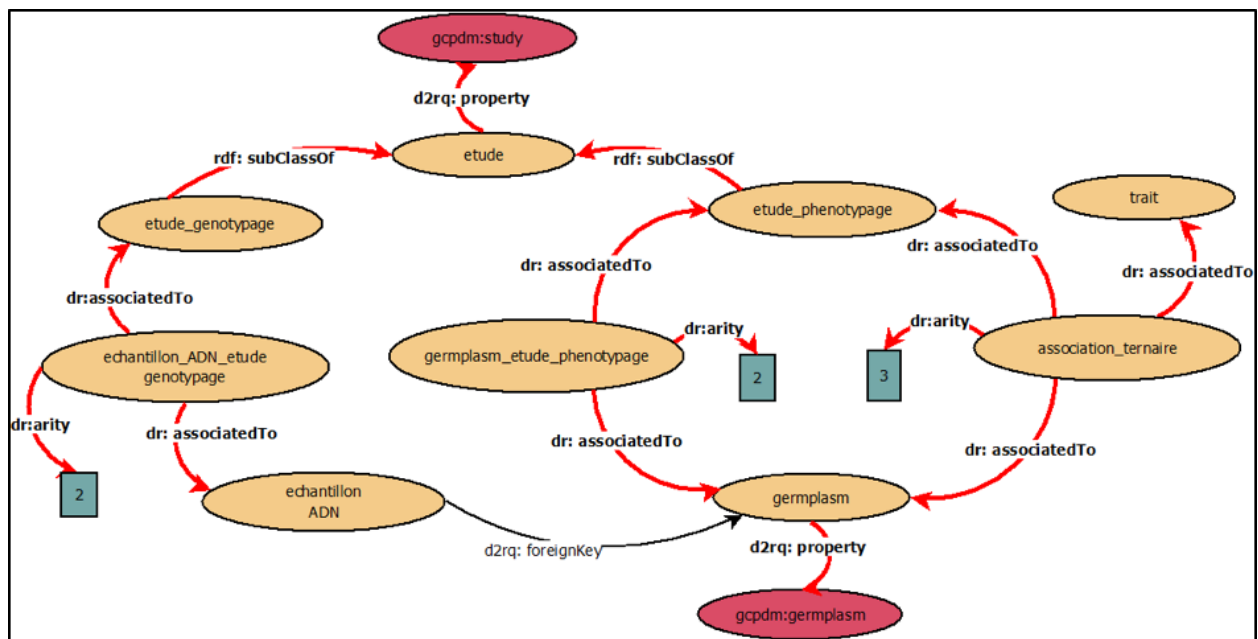 gcpdm:study
d2rq: property
etude
rdf: subClassOf
rdf: subClassOf
etude_genotypage
etude_phenotypage
trait
dr: associatedTo
dr: associatedTo
dr: associatedTo
dr:associatedTo
dr:arity
dr:arity
echantillon_ADN_etude
genotypage
germplasm_etude_phenotypage
association_ternaire
2
3
dr:arity
dr: associatedTo
dr: associatedTo
dr: associatedTo
2
echantillon
ADN
germplasm
d2rq: foreignKey
d2rq: property
gcpdm:germplasm